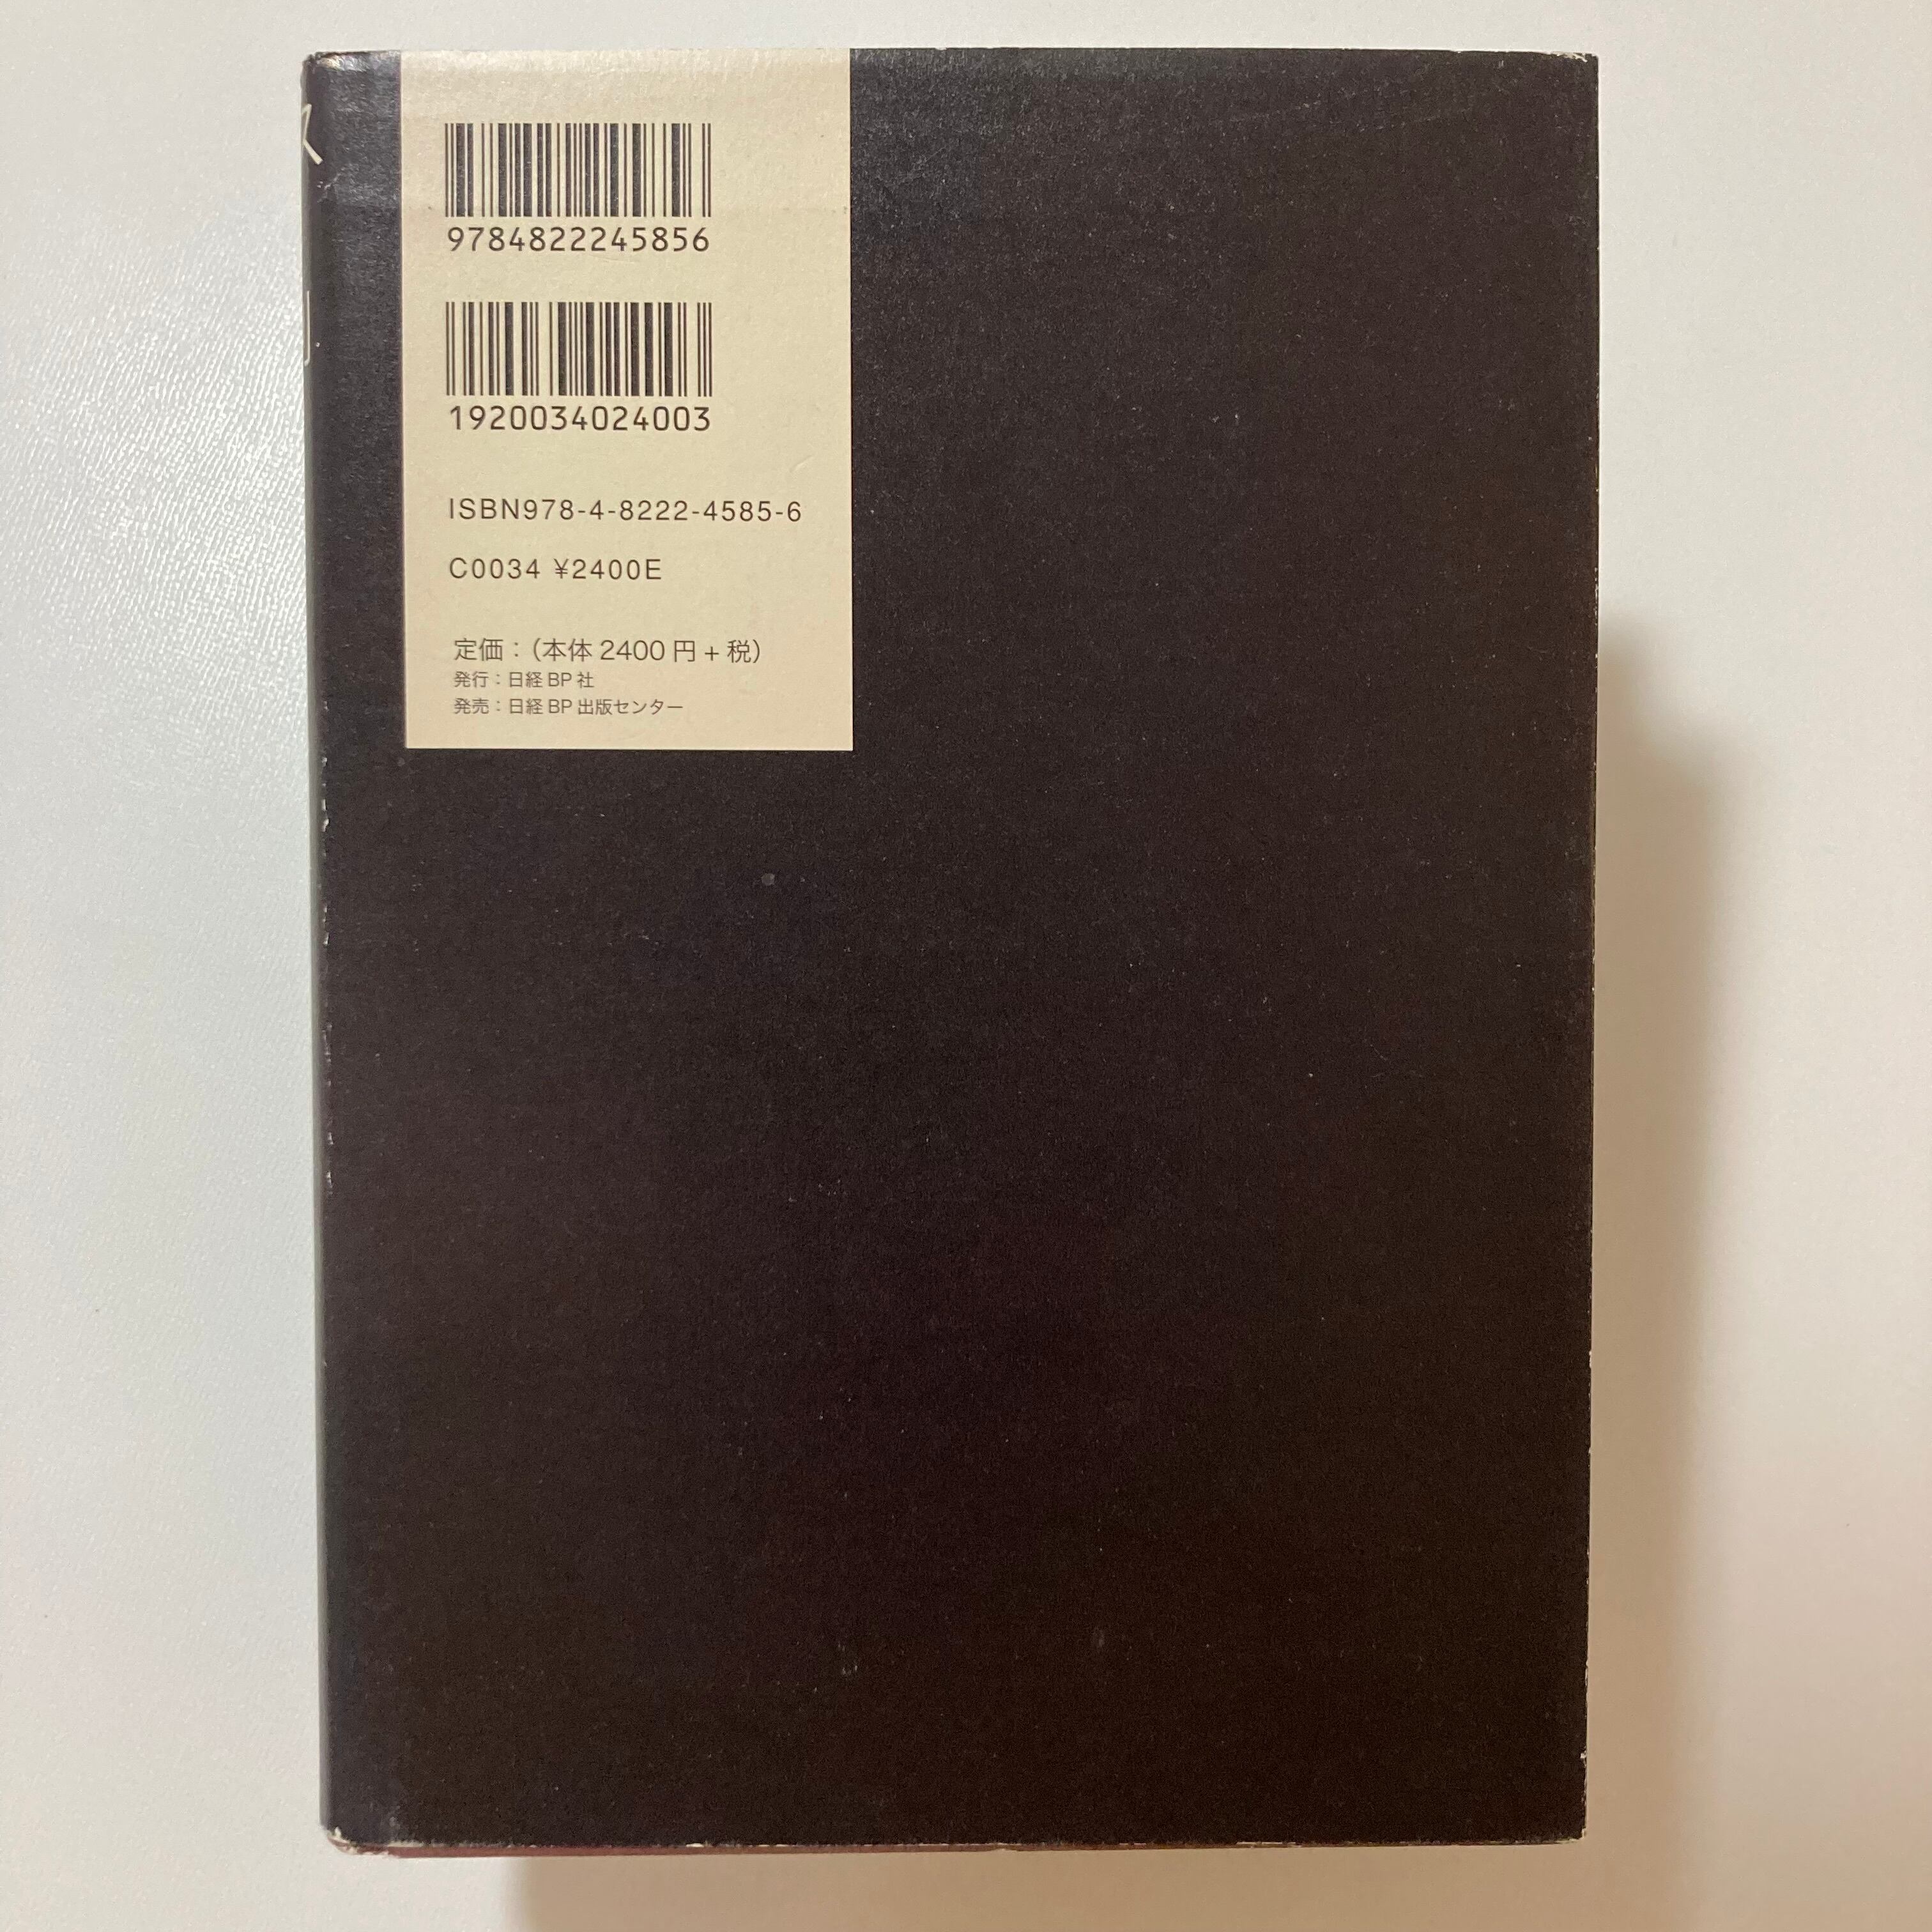 9784822245856
1920034024003
ISBN978-4-8222-4585-6
C0034 ¥2400E
定価：（本体 2400 円 + 税）
発行：日経 BP 社
発売：日経 BP 出版センター